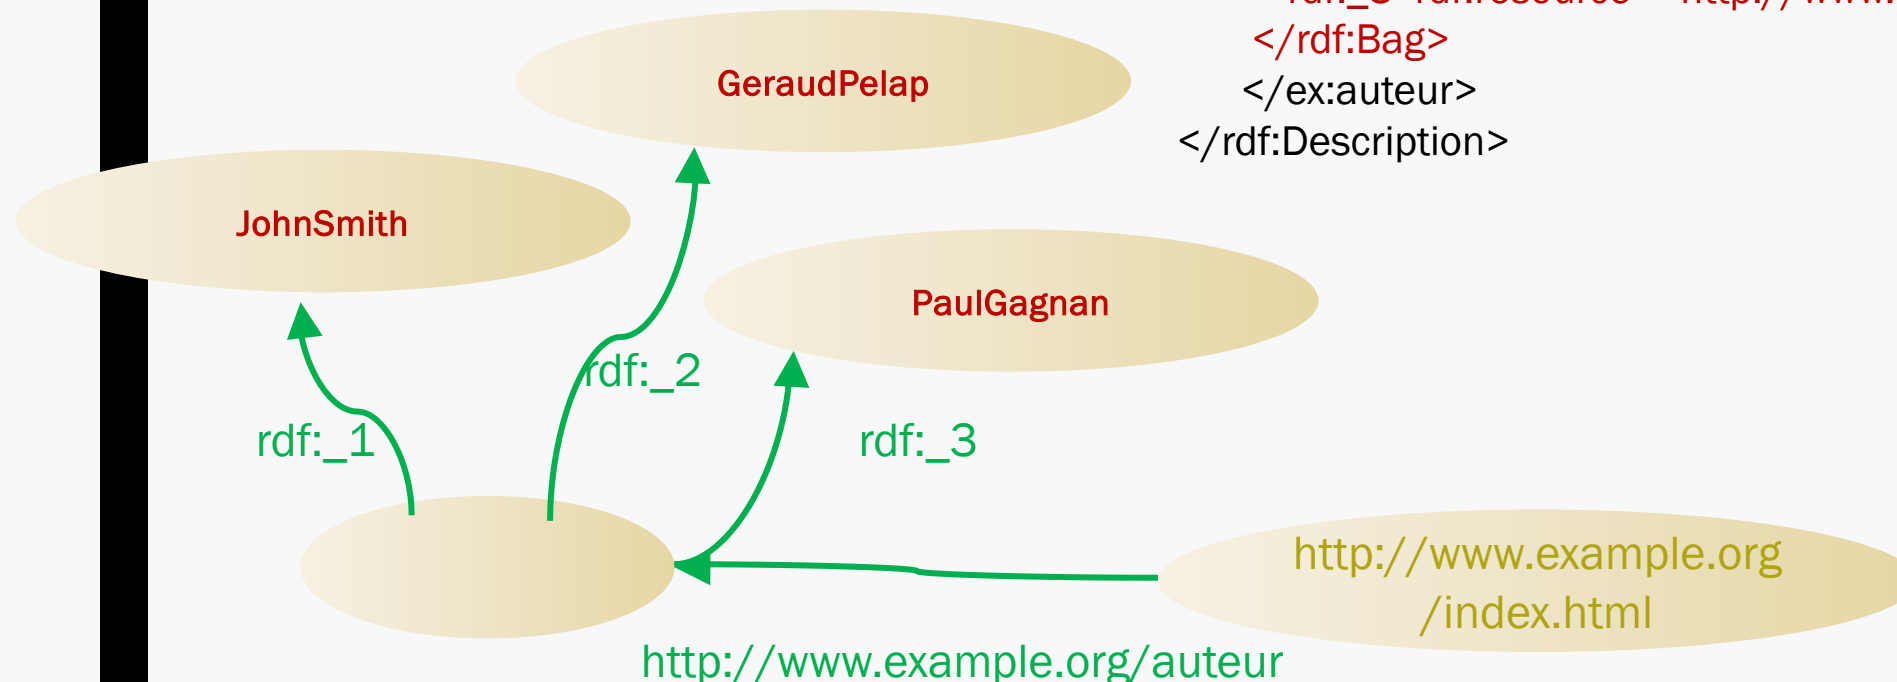 </rdf:Bag>
</ex:auteur>
</rdf:Description>
GeraudPelap
JohnSmith
PaulGagnan
rdf:_2
rdf:_1
rdf:_3
http://www.example.org
/index.html
http://www.example.org/auteur